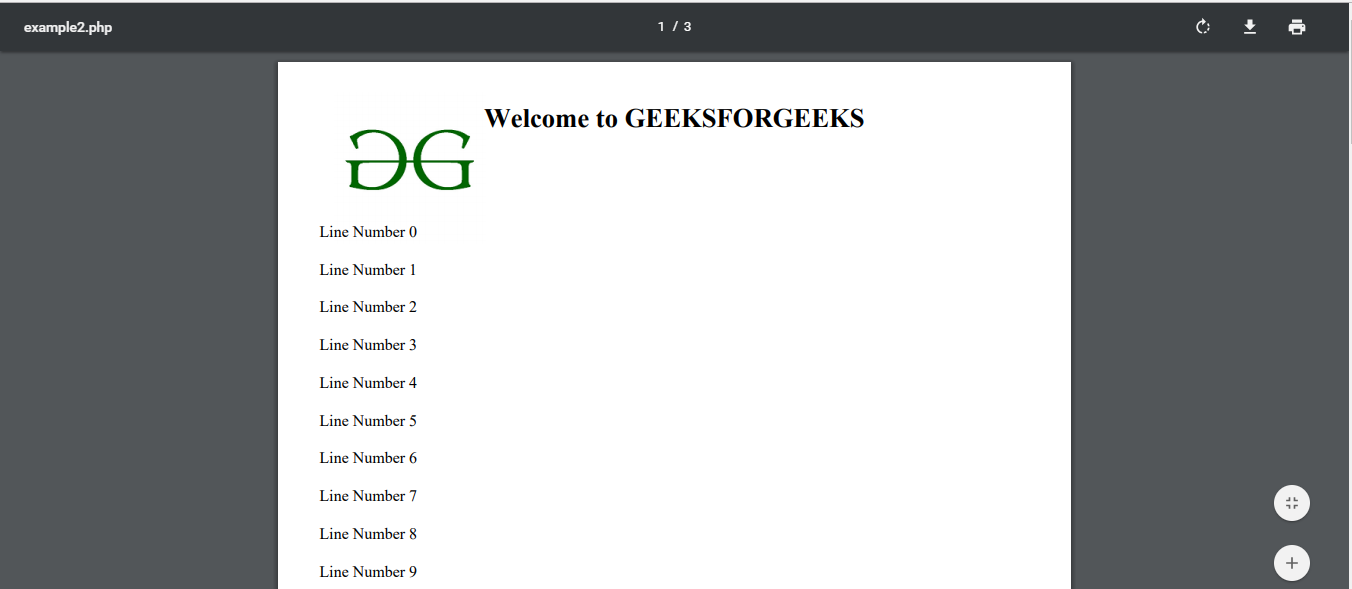 example2.php
1 / 3
Welcome to GEEKSFORGEEKS
Line Number 0
Line Number 1
Line Number 2
Line Number 3
Line Number 4
Line Number 5
Line Number 6
Line Number 7
Line Number 8
Line Number 9